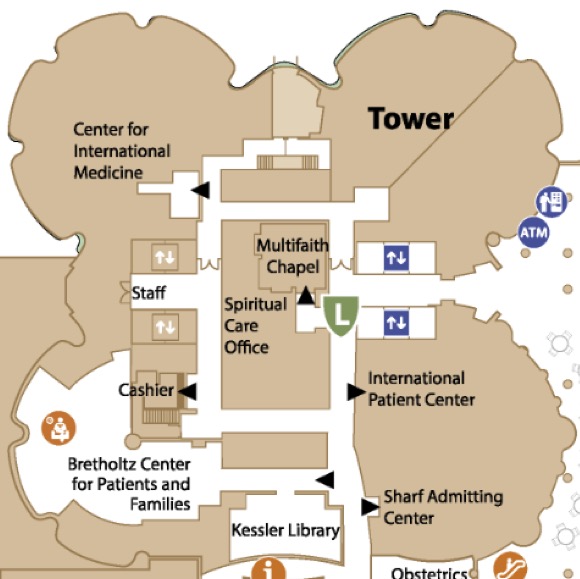 Tower
Center for
International
Medicine
ATM
Multifaith
Chapel
Staff
Spiritual
Care
Office
L
Cashier
International
Patient Center
Bretholtz Center
for Patients and
Families
Sharf Admitting
Center
Kessler Library
i
Obstetrics